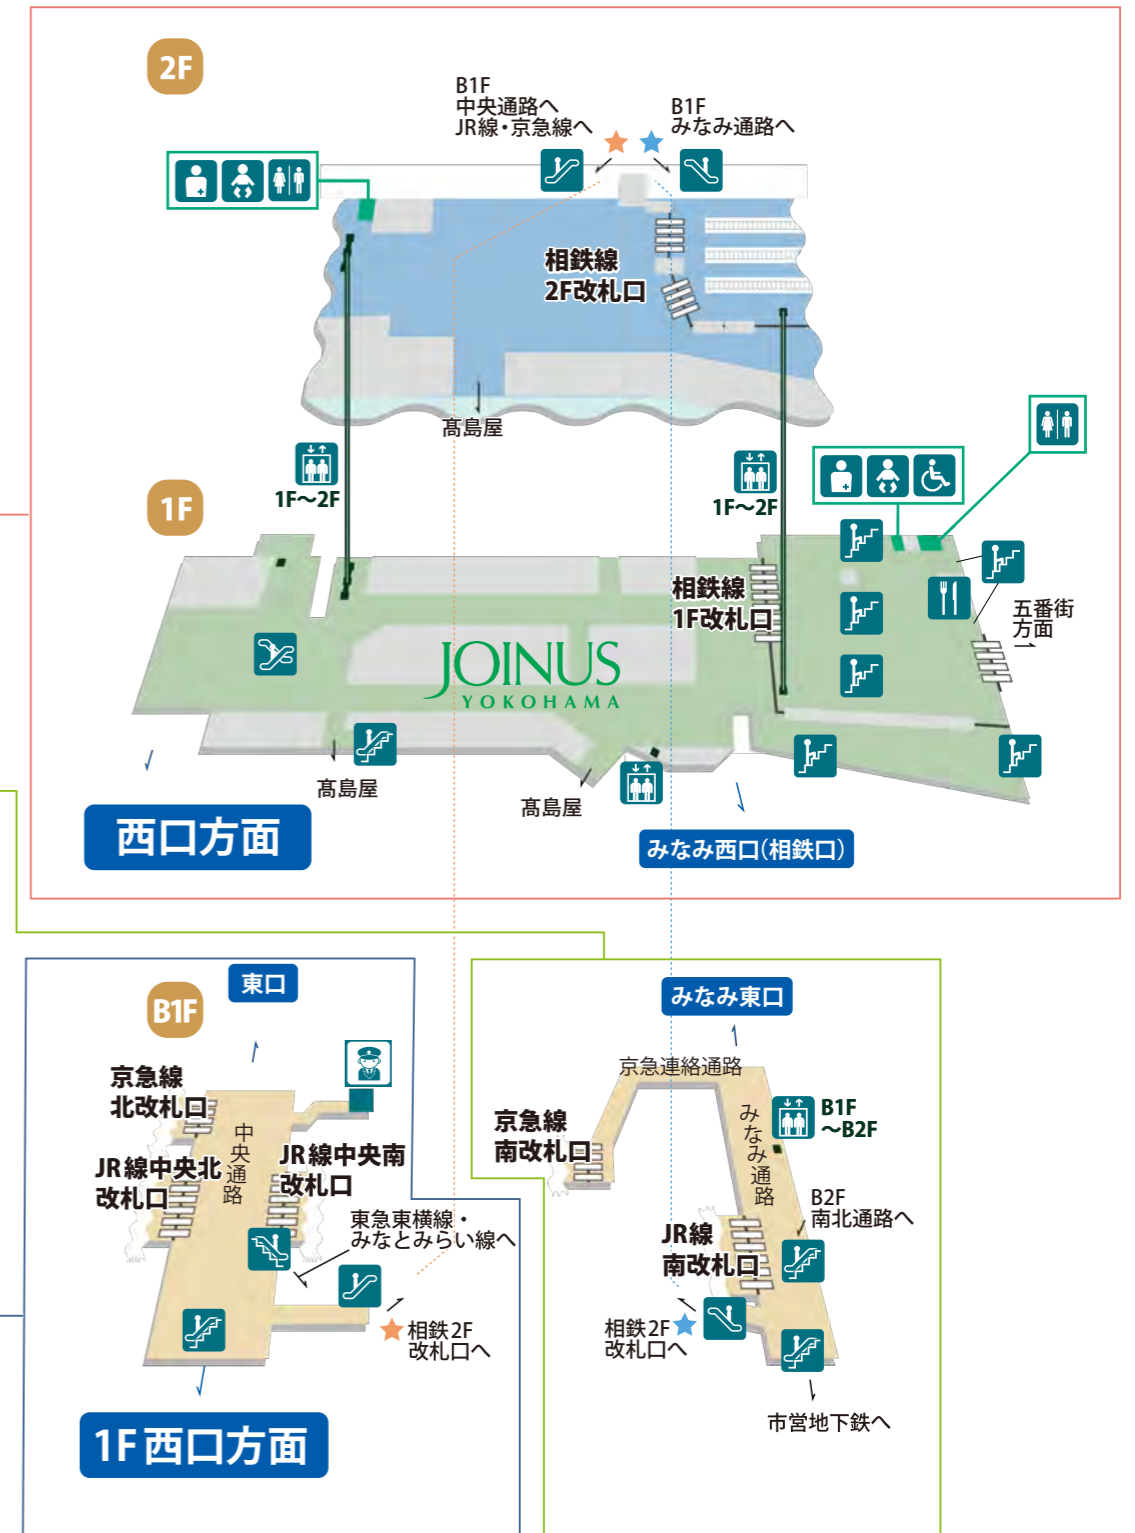 2F
B1F
中央通路へ
JR線・京急線へ
B1F
みなみ通路へ
相鉄線
2F改札口
髙島屋
1F〜2F
1F〜2F
1F
相鉄線
1F改札口
五番街
方面
JOINUS
YOKOHAMA
髙島屋
髙島屋
西口方面
みなみ西口(相鉄口)
B1F
東口
京急線
北改札口
中央通路
JR線中央北
改札口
JR線中央南
改札口
東急東横線・
みなとみらい線へ
相鉄2F
改札口へ
1F西口方面
みなみ東口
京急連絡通路
京急線
南改札口
みなみ通路
B1F
〜B2F
B2F
南北通路へ
JR線
南改札口
相鉄2F
改札口へ
市営地下鉄へ